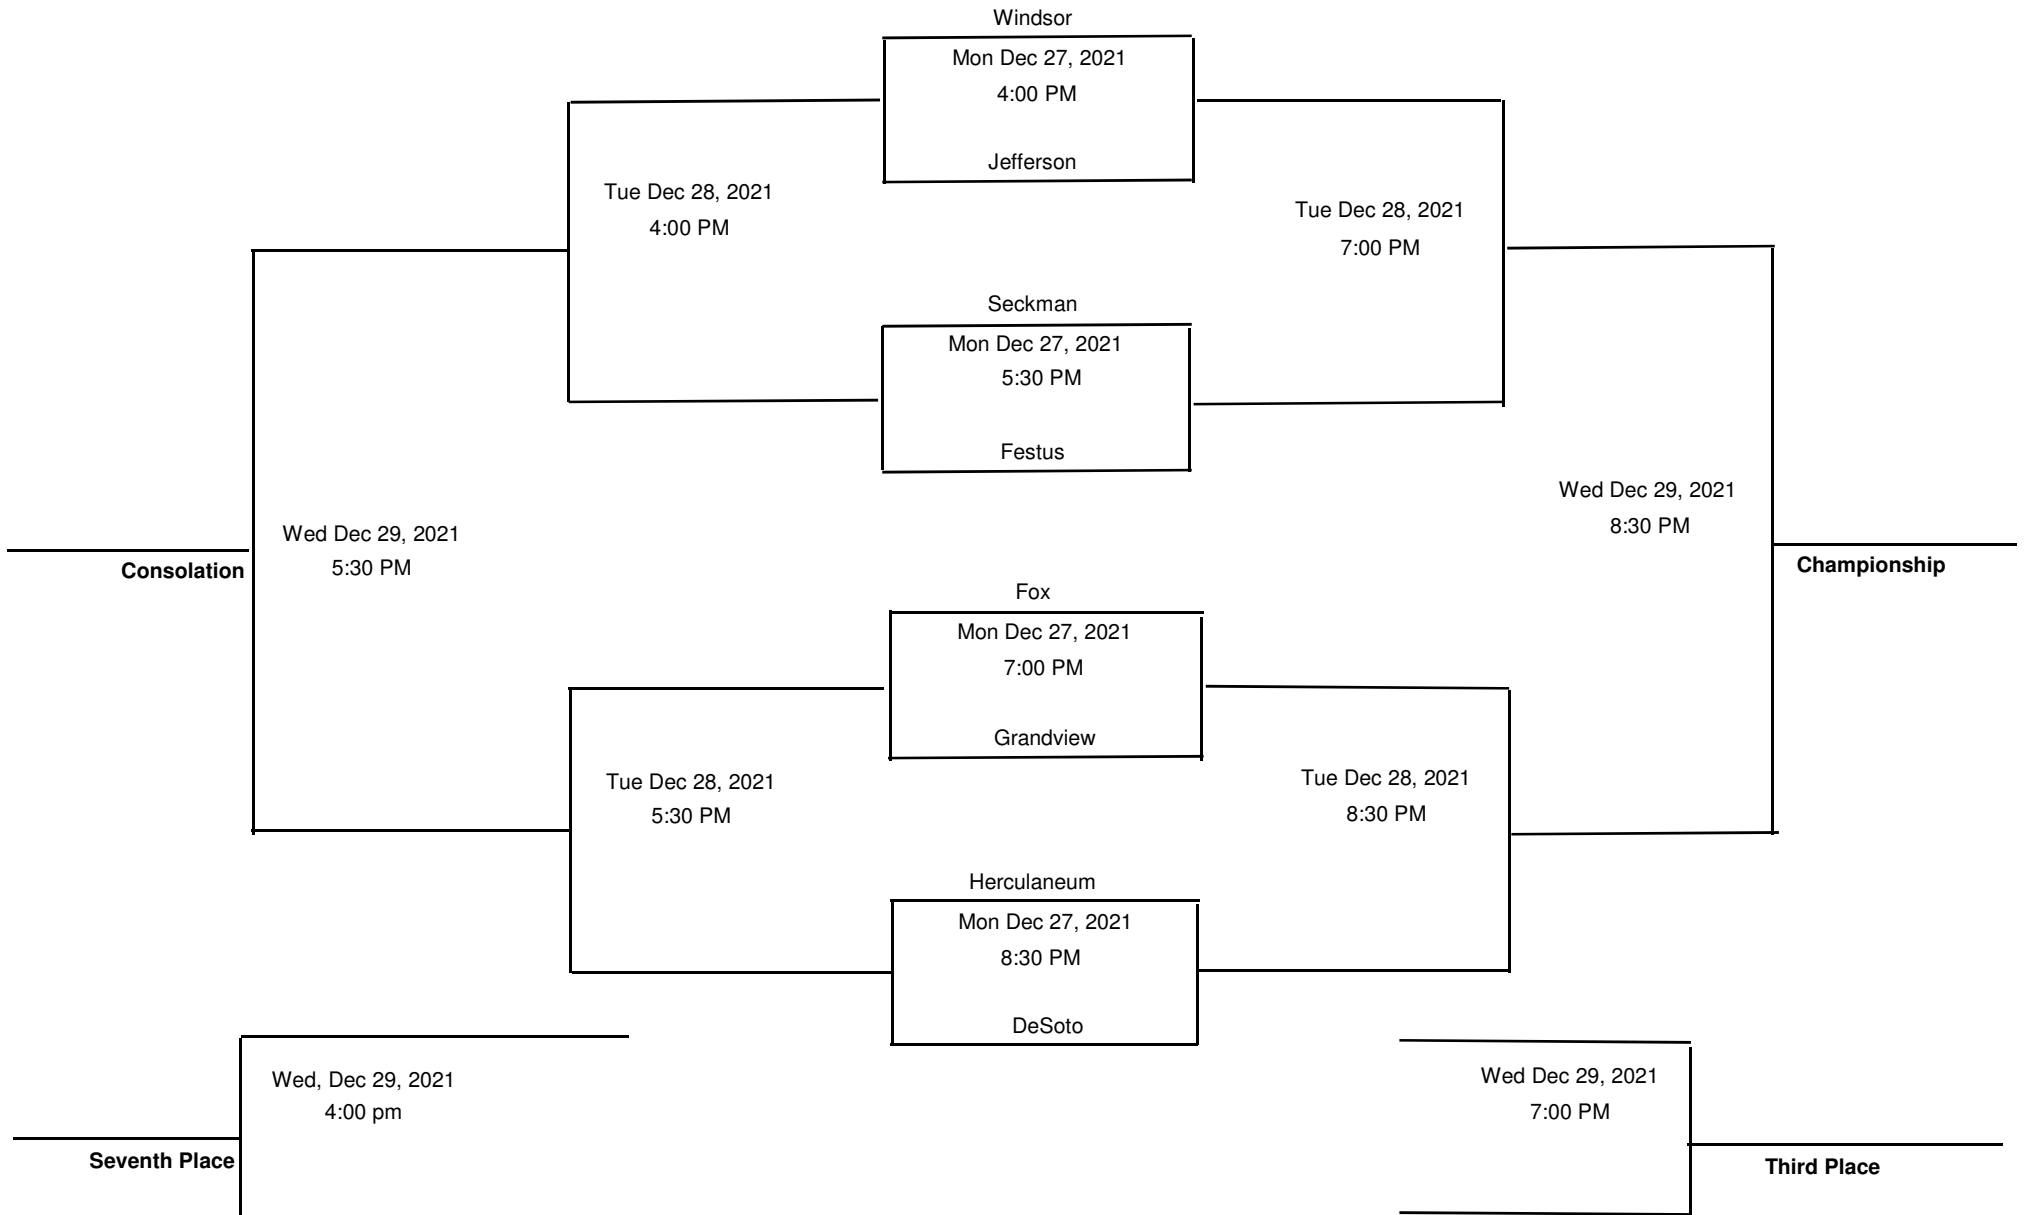 Windsor
Mon Dec 27, 2021
4:00 PM
Jefferson
Tue Dec 28, 2021
4:00 PM
Tue Dec 28, 2021
7:00 PM
Seckman
Mon Dec 27, 2021
5:30 PM
Festus
Wed Dec 29, 2021
5:30 PM
Consolation
Wed Dec 29, 2021
8:30 PM
Championship
Fox
Mon Dec 27, 2021
7:00 PM
Grandview
Tue Dec 28, 2021
5:30 PM
Tue Dec 28, 2021
8:30 PM
Herculaneum
Mon Dec 27, 2021
8:30 PM
DeSoto
Wed, Dec 29, 2021
4:00 pm
Seventh Place
Wed Dec 29, 2021
7:00 PM
Third Place